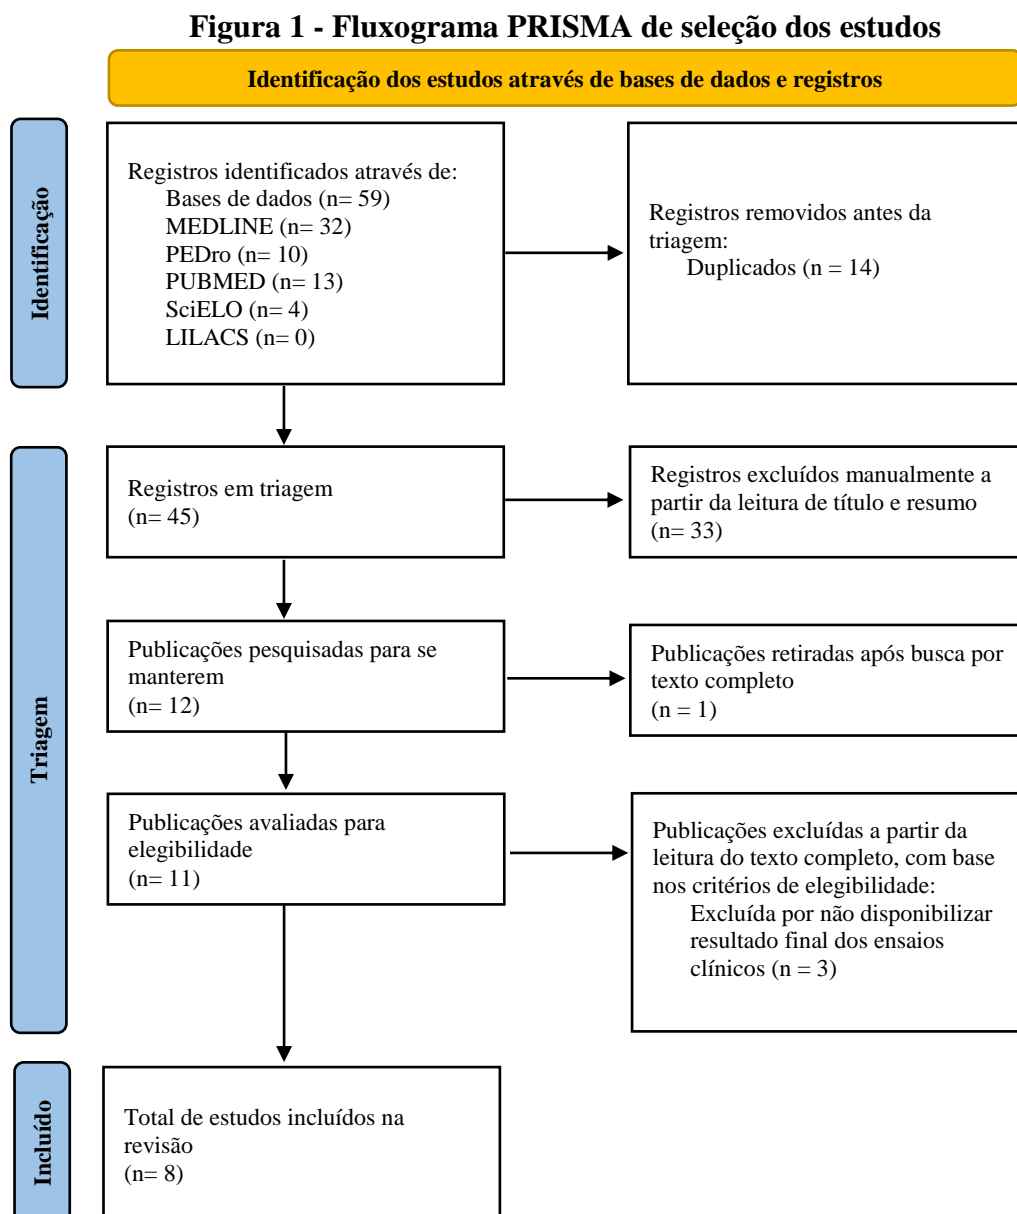 Figura 1 - Fluxograma PRISMA de seleção dos estudos
Identificação dos estudos através de bases de dados e registros
Identificação
Registros identificados através de:
Bases de dados (n= 59)
MEDLINE (n= 32)
PEDro (n= 10)
PUBMED (n= 13)
SciELO (n= 4)
LILACS (n= 0)
Registros removidos antes da
triagem:
Duplicados (n = 14)
Triagem
Registros em triagem
(n= 45)
Registros excluídos manualmente a
partir da leitura de título e resumo
(n= 33)
Publicações pesquisadas para se
manterem
(n= 12)
Publicações retiradas após busca por
texto completo
(n = 1)
Publicações avaliadas para
elegibilidade
(n= 11)
Publicações excluídas a partir da
leitura do texto completo, com base
nos critérios de elegibilidade:
Excluída por não disponibilizar
resultado final dos ensaios
clínicos (n = 3)
Incluído
Total de estudos incluídos na
revisão
(n= 8)